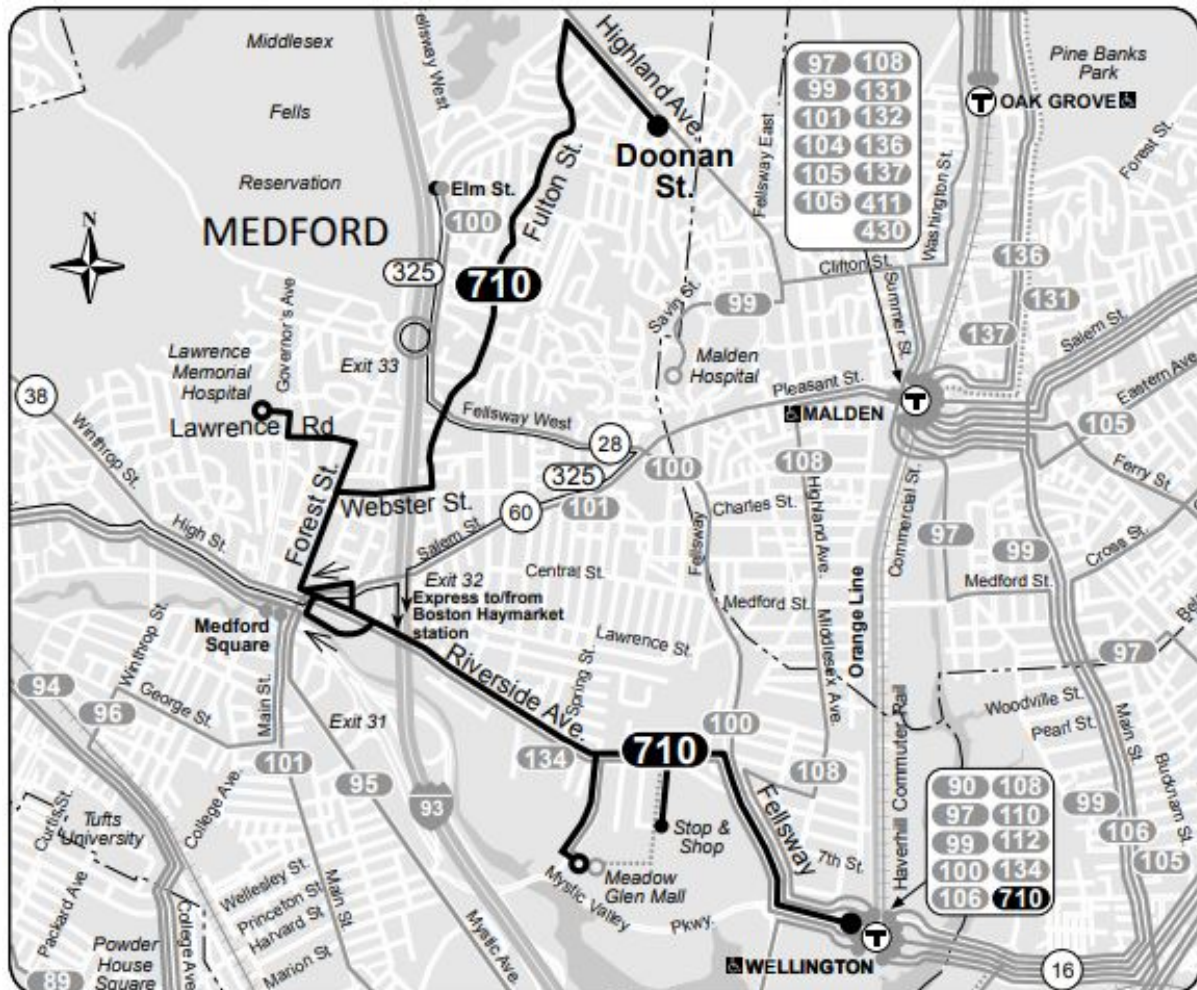 Middlesex
Fells
Reservation
Fellsway West
Highland Ave.
Doonan
St.
Fulton St.
Elm St.
100
MEDFORD
N
325
710
Fellsway East
97 108
99 131
101 132
104 136
105 137
106 411
430
Pine Banks
Park
OAK GROVE
T
Forest St.
Washington St.
136
131
137
Clifton St.
Summer St.
Savin St.
99
Malden
Hospital
Salem St.
Eastern Ave.
105
Ferry St.
Pleasant St.
MALDEN
T
Governor's Ave
Lawrence
Memorial
Hospital
Lawrence Rd
Exit 33
38
Winthrop St.
Fellsway West
28
325
100
60
101
Salem St.
Forest St.
Webster St.
High St.
108
Highland Ave.
Charles St.
Fellsway
Commercial St.
97
99
Cross St.
Medford St.
Central St.
Exit 32
Express to/from
Boston Haymarket
station
Medford St.
Middlesex Ave.
Orange Line
Lawrence St.
Spring St.
Riverside Ave.
Medford
Square
Winthrop St.
George St.
Main St.
94
96
101
95
Exit 31
93
134
710
100
108
Fellsway
7th St.
Stop &
Shop
Meadow
Glen Mall
Mystic Valley
Pkwy.
Haverhill Commuter Rail
97
Woodville St.
Pearl St.
Main St.
Bucknam St.
99
106
105
90 108
97 110
99 112
100 134
106 710
T
WELLINGTON
16
College Ave.
Curtis St.
Tufts
University
Packard Ave
Wellesley St.
Princeton St.
Harvard St.
Marion St.
Main St.
Mystic Ave.
Powder
House
Square
College Ave.
89